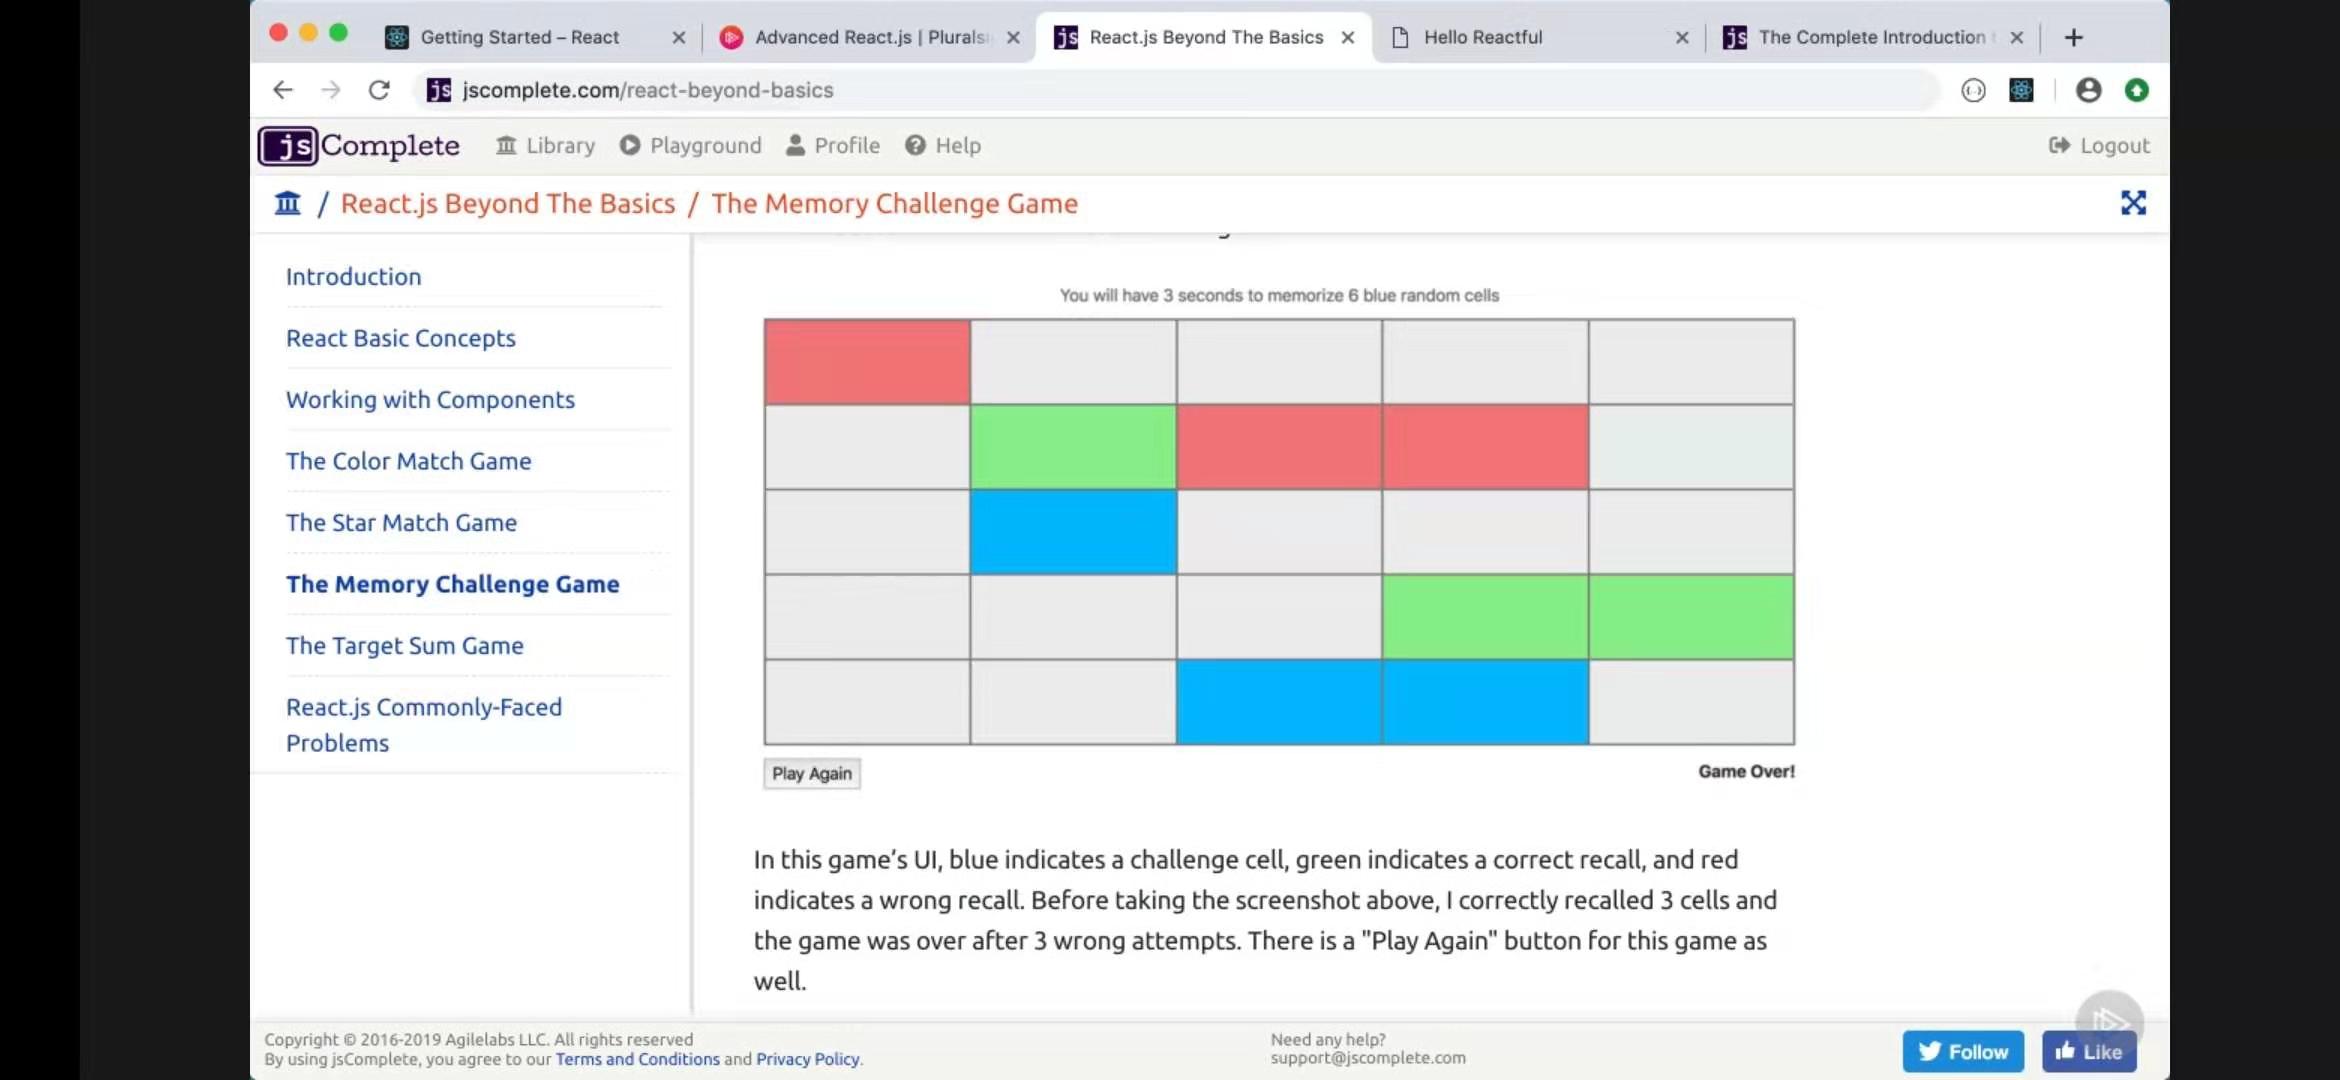 Getting Started – React
Advanced React.js | Plurals
React.js Beyond The Basics
Hello Reactful
The Complete Introduction
jscomplete.com/react-beyond-basics
jsComplete
Library
Playground
Profile
Help
Logout
/ React.js Beyond The Basics / The Memory Challenge Game
Introduction
React Basic Concepts
Working with Components
The Color Match Game
The Star Match Game
The Memory Challenge Game
The Target Sum Game
React.js Commonly-Faced
Problems
You will have 3 seconds to memorize 6 blue random cells
Play Again
Game Over!
In this game’s UI, blue indicates a challenge cell, green indicates a correct recall, and red
indicates a wrong recall. Before taking the screenshot above, I correctly recalled 3 cells and
the game was over after 3 wrong attempts. There is a "Play Again" button for this game as
well.
Copyright © 2016-2019 Agilelabs LLC. All rights reserved
By using jsComplete, you agree to our Terms and Conditions and Privacy Policy.
Need any help?
support@jscomplete.com
Follow
Like